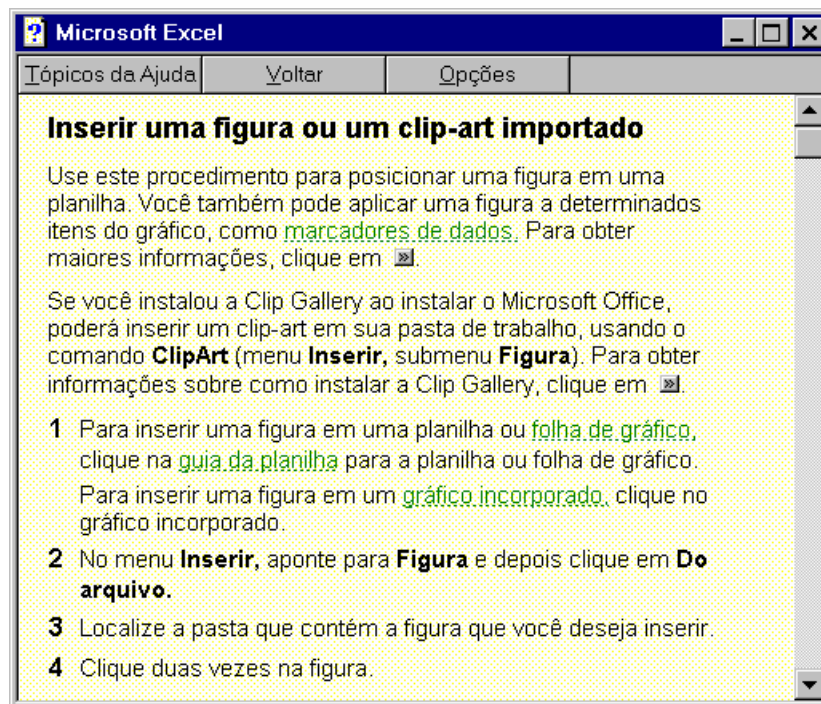 Microsoft Excel
Tópicos da Ajuda Voltar Opções
Inserir uma figura ou um clip-art importado
Use este procedimento para posicionar uma figura em uma
planilha. Você também pode aplicar uma figura a determinados
itens do gráfico, como marcadores de dados. Para obter
maiores informações, clique em ».
Se você instalou a Clip Gallery ao instalar o Microsoft Office,
poderá inserir um clip-art em sua pasta de trabalho, usando o
comando ClipArt (menu Inserir, submenu Figura). Para obter
informações sobre como instalar a Clip Gallery, clique em ».
1 Para inserir uma figura em uma planilha ou folha de gráfico,
clique na guia da planilha para a planilha ou folha de gráfico.
Para inserir uma figura em um gráfico incorporado, clique no
gráfico incorporado.
2 No menu Inserir, aponte para Figura e depois clique em Do
arquivo.
3 Localize a pasta que contém a figura que você deseja inserir.
4 Clique duas vezes na figura.